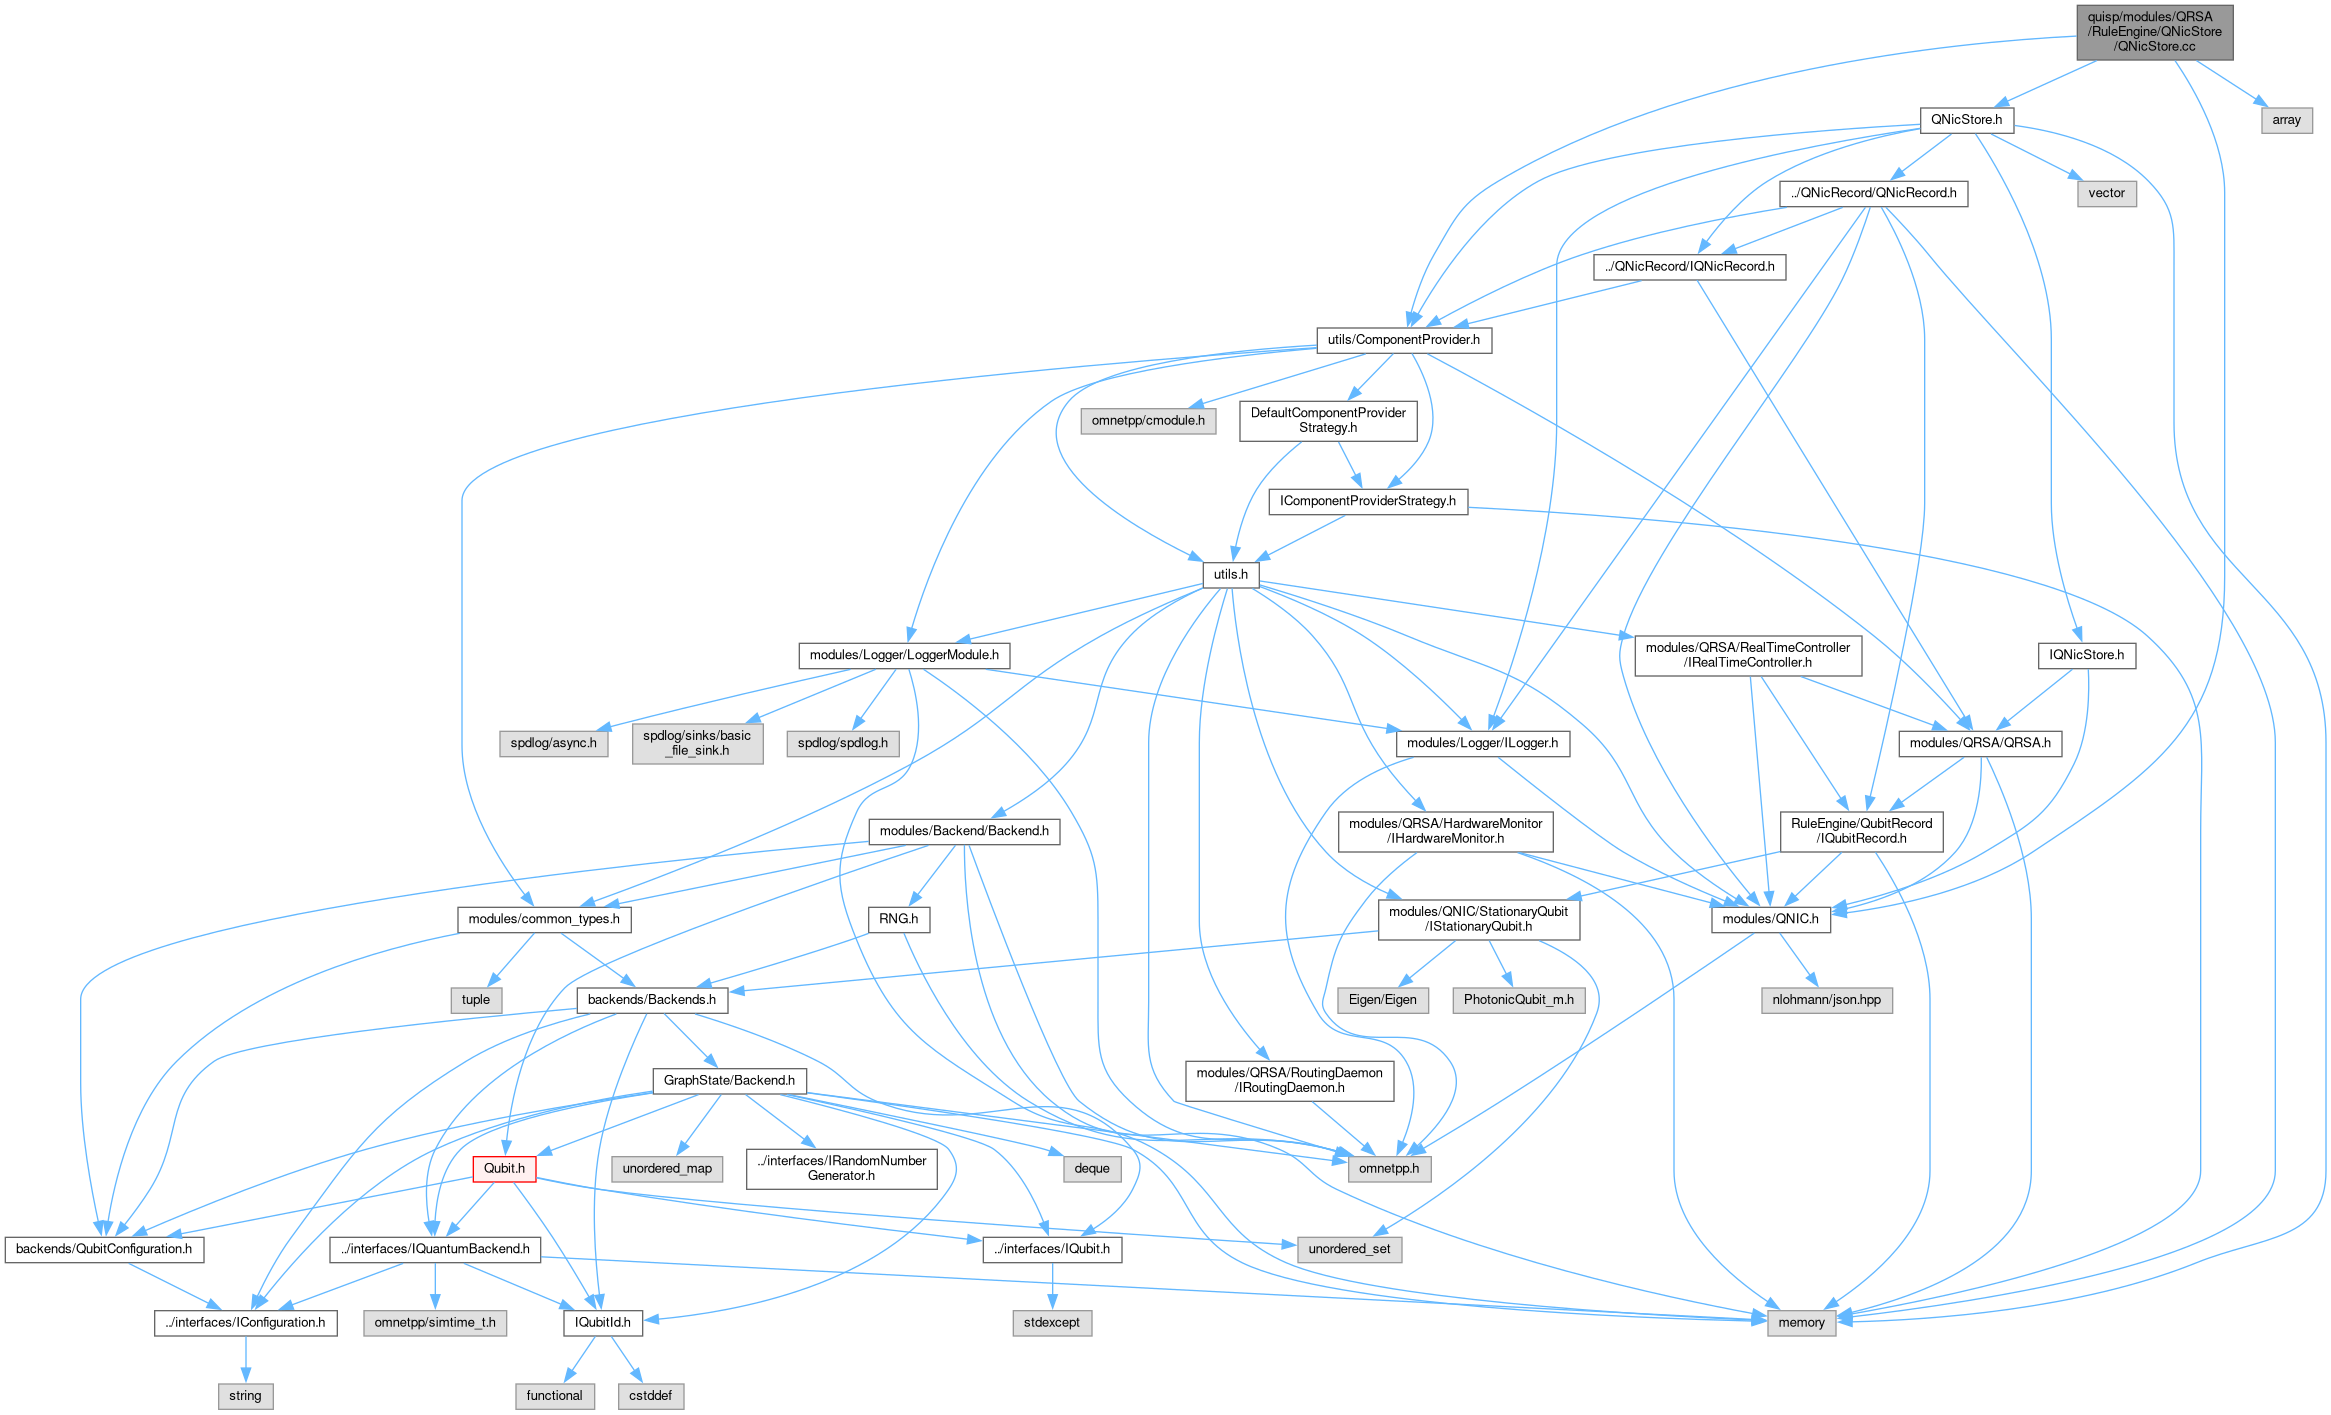 quisp/modules/QRSA
/RuleEngine/QNicStore
/QNicStore.cc
QNicStore.h
array
../QNicRecord/QNicRecord.h
vector
../QNicRecord/IQNicRecord.h
utils/ComponentProvider.h
omnetpp/cmodule.h
DefaultComponentProvider
Strategy.h
IComponentProviderStrategy.h
utils.h
modules/Logger/LoggerModule.h
modules/QRSA/RealTimeController
/IRealTimeController.h
IQNicStore.h
spdlog/async.h
spdlog/sinks/basic
_file_sink.h
spdlog/spdlog.h
modules/Logger/ILogger.h
modules/QRSA/QRSA.h
modules/Backend/Backend.h
modules/QRSA/HardwareMonitor
/IHardwareMonitor.h
RuleEngine/QubitRecord
/IQubitRecord.h
modules/common_types.h
RNG.h
modules/QNIC/StationaryQubit
/IStationaryQubit.h
modules/QNIC.h
tuple
backends/Backends.h
Eigen/Eigen
PhotonicQubit_m.h
nlohmann/json.hpp
GraphState/Backend.h
modules/QRSA/RoutingDaemon
/IRoutingDaemon.h
Qubit.h
unordered_map
../interfaces/IRandomNumber
Generator.h
deque
omnetpp.h
backends/QubitConfiguration.h
../interfaces/IQuantumBackend.h
../interfaces/IQubit.h
unordered_set
../interfaces/IConfiguration.h
omnetpp/simtime_t.h
IQubitId.h
stdexcept
memory
string
functional
cstddef